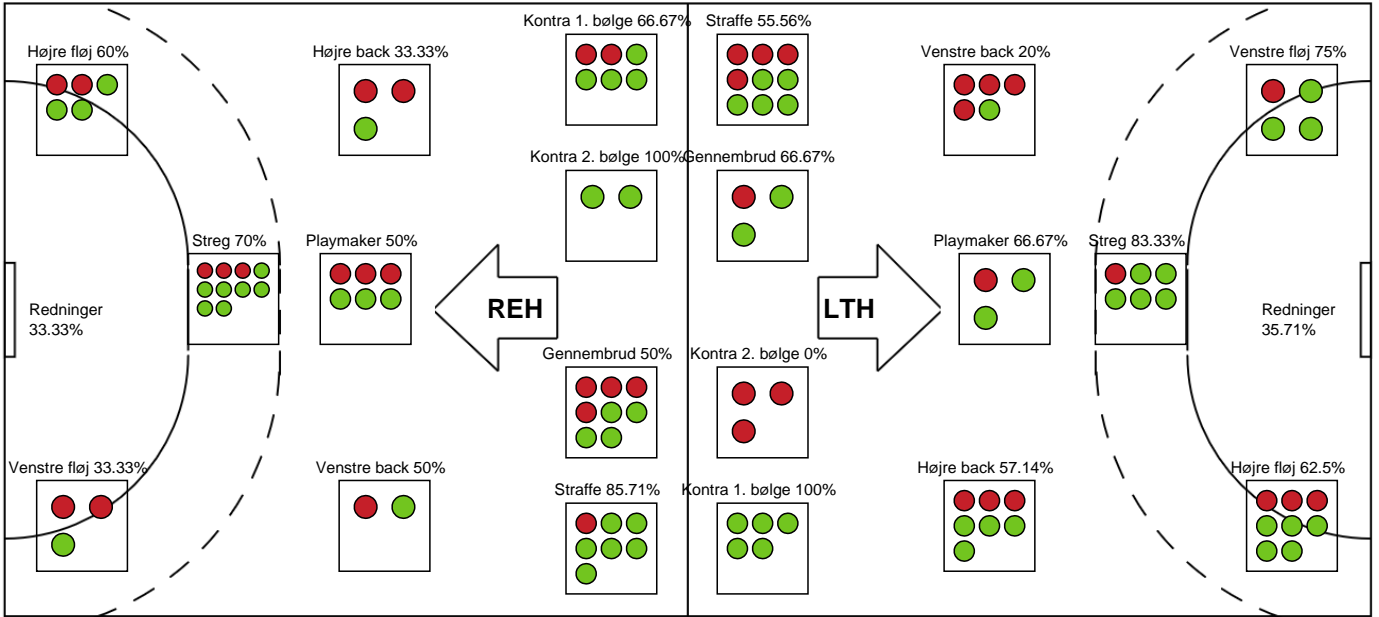 Kontra 1. bølge 66.67%
Straffe 55.56%
Højre fløj 60%
Højre back 33.33%
Venstre back 20%
Venstre fløj 75%
Kontra 2. bølge 100%
Gennembrud 66.67%
Streg 70%
Playmaker 50%
Playmaker 66.67%
Streg 83.33%
Redninger
33.33%
REH
LTH
Redninger
35.71%
Gennembrud 50%
Kontra 2. bølge 0%
Venstre fløj 33.33%
Venstre back 50%
Højre back 57.14%
Højre fløj 62.5%
Straffe 85.71%
Kontra 1. bølge 100%